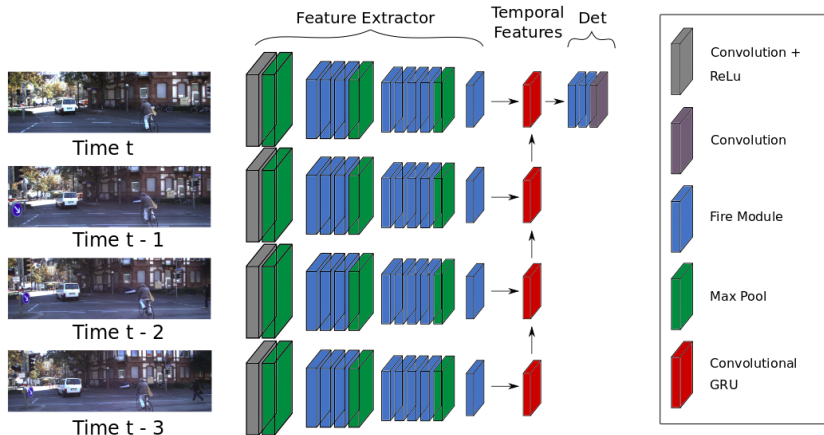 Feature Extractor
Temporal
Features
Det
Time t
Time t - 1
Time t - 2
Time t - 3
Convolution +
ReLu
Convolution
Fire Module
Max Pool
Convolutional
GRU